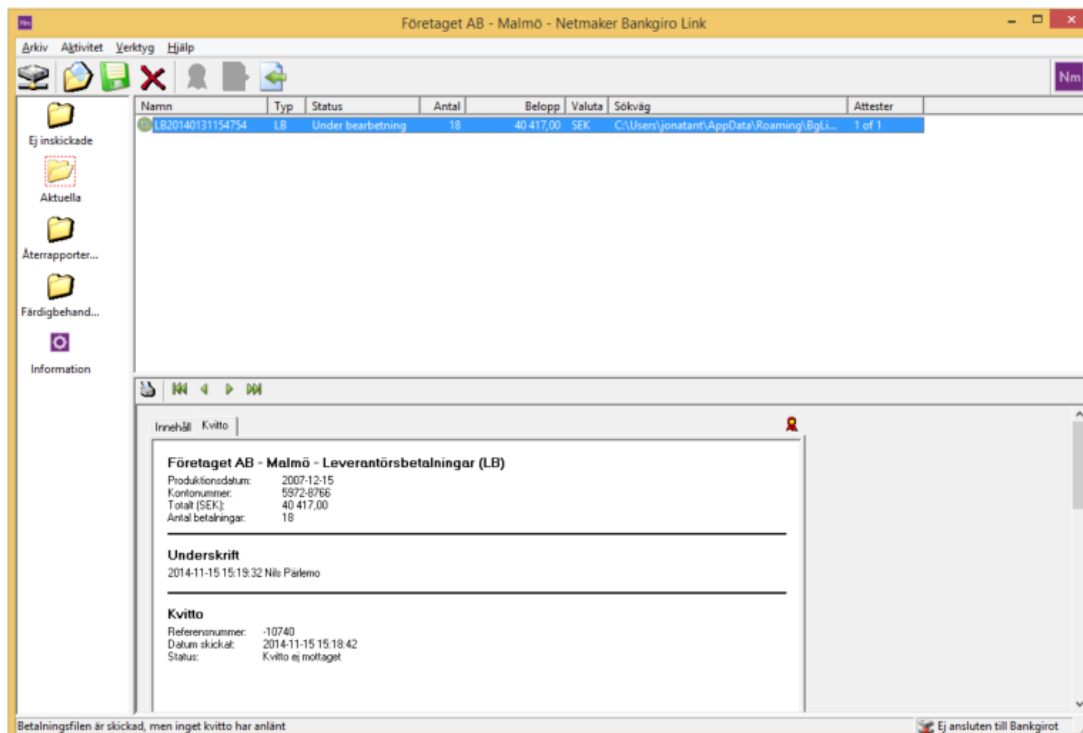 Nm
Företaget AB - Malmö - Netmaker Bankgiro Link
Arkiv Aktivitet Verktyg Hjälp
Nm
Namn Typ Status Antal Belopp Valuta Sökväg Attester
LB20140131154754 LB Under bearbetning 18 40 417,00 SEK C:\Users\jonatant\AppData\Roaming\BgLi... 1 of 1
Ej inskickade
Aktuella
Återrapporter...
Färdigbehand...
Information
Innehåll Kvitto
Företaget AB - Malmö - Leverantörsbetalningar (LB)
Produktionsdatum: 2007-12-15
Kontonummer: 5972-8766
Totalt (SEK): 40 417,00
Antal betalningar: 18
Underskrift
2014-11-15 15:19:32 Nils Pärlemo
Kvitto
Referensnummer: -10740
Datum skickat: 2014-11-15 15:18:42
Status: Kvitto ej mottaget
Betalningsfilen är skickad, men inget kvitto har anlänt
Ej ansluten till Bankgirot